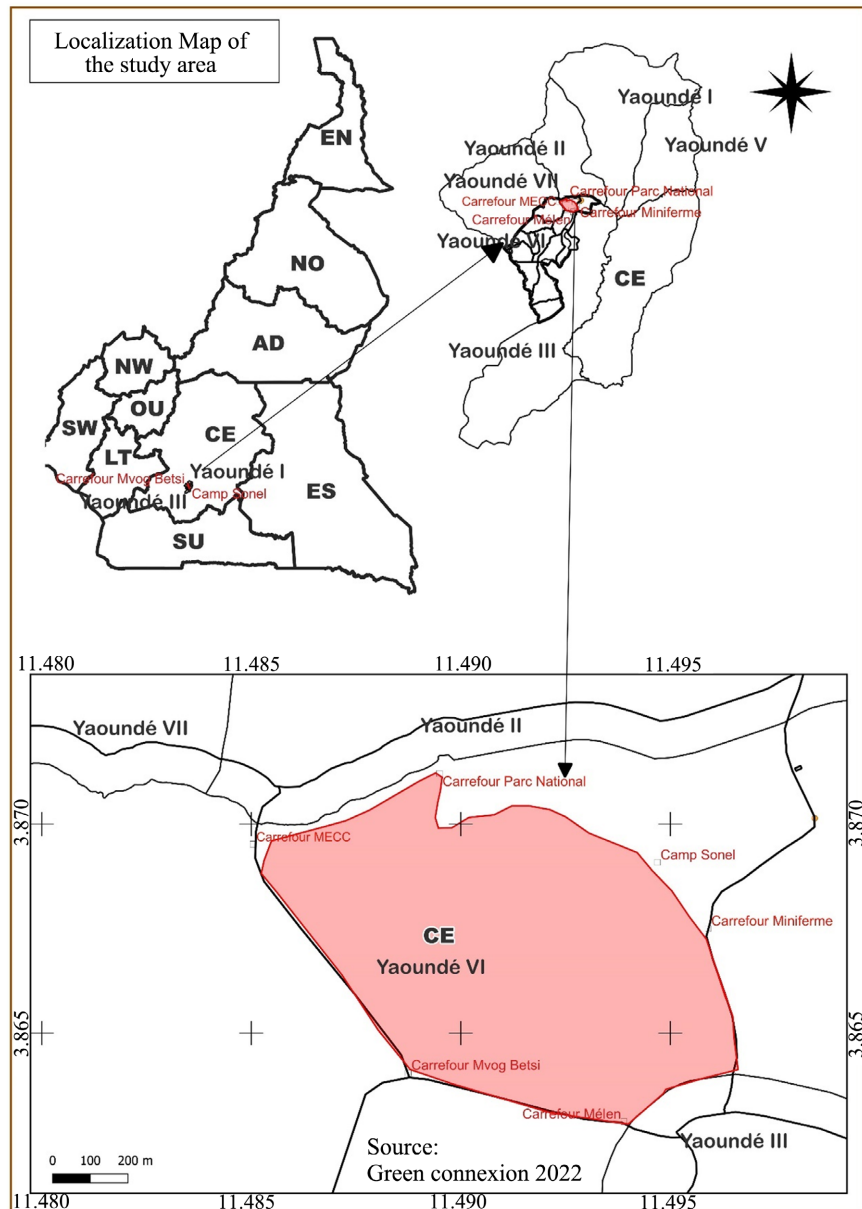 Localization Map of
the study area
EN
NO
AD
NW
OU
SW
CE
LT
Carrefour Mvog Betsi
Yaoundé I
Camp Sonel
Yaoundé III
ES
SU
Yaoundé I
Yaoundé II
Yaoundé V
Yaoundé VII
Carrefour Parc National
Carrefour MECC
Carrefour Miniferme
Carrefour Mélen
Yaoundé VI
CE
Yaoundé III
11.480 11.485 11.490 11.495
Yaoundé VII
Yaoundé II
Carrefour Parc National
3.870
3.870
Carrefour MECC
Camp Sonel
Carrefour Miniferme
CE
Yaoundé VI
3.865
3.865
Carrefour Mvog Betsi
Carrefour Mélen
Yaoundé III
Source:
Green connexion 2022
0 100 200 m
11.480 11.485 11.490 11.495